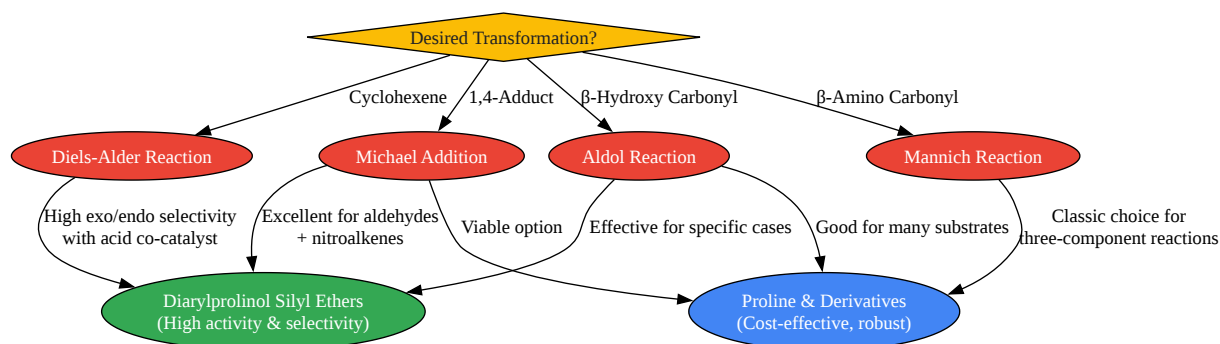 Desired Transformation?
Cyclohexene
1,4-Adduct
β-Hydroxy Carbonyl
β-Amino Carbonyl
Diels-Alder Reaction
Michael Addition
Aldol Reaction
Mannich Reaction
High exo/endo selectivity
with acid co-catalyst
Excellent for aldehydes
+ nitroalkenes
Viable option
Effective for specific cases
Good for many substrates
Classic choice for
three-component reactions
Diarylprolinol Silyl Ethers
(High activity & selectivity)
Proline & Derivatives
(Cost-effective, robust)